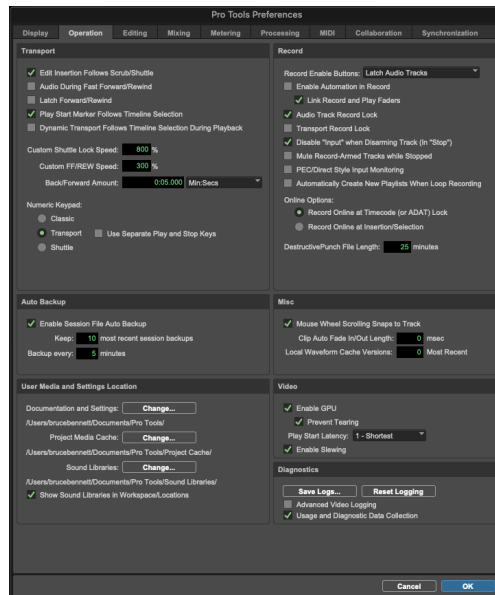 Pro Tools Preferences
Display Operation Editing Mixing Metering Processing MIDI Collaboration Synchronization
Transport
Edit Insertion Follows Scrub/Shuttle
Audio During Fast Forward/Rewind
Latch Forward/Rewind
Play Start Marker Follows Timeline Selection
Dynamic Transport Follows Timeline Selection During Playback
Custom Shuttle Lock Speed: 800 %
Custom FF/REW Speed: 300 %
Back/Forward Amount: 0:05.000 Min:Secs
Numeric Keypad:
Classic
Transport Use Separate Play and Stop Keys
Shuttle
Record
Record Enable Buttons: Latch Audio Tracks
Enable Automation in Record
Link Record and Play Faders
Audio Track Record Lock
Transport Record Lock
Disable "Input" when Disarming Track (In "Stop")
Mute Record-Armed Tracks while Stopped
PEC/Direct Style Input Monitoring
Automatically Create New Playlists When Loop Recording
Online Options:
Record Online at Timecode (or ADAT) Lock
Record Online at Insertion/Selection
DestructivePunch File Length: 25 minutes
Auto Backup
Enable Session File Auto Backup
Keep: 10 most recent session backups
Backup every: 5 minutes
Misc
Mouse Wheel Scrolling Snaps to Track
Clip Auto Fade In/Out Length: 0 msec
Local Waveform Cache Versions: 0 Most Recent
User Media and Settings Location
Documentation and Settings: Change...
/Users/brucebennett/Documents/Pro Tools/
Project Media Cache: Change...
/Users/brucebennett/Documents/Pro Tools/Project Cache/
Sound Libraries: Change...
/Users/brucebennett/Documents/Pro Tools/Sound Libraries/
Show Sound Libraries in Workspace/Locations
Video
Enable GPU
Prevent Tearing
Play Start Latency: 1 - Shortest
Enable Slewing
Diagnostics
Save Logs... Reset Logging
Advanced Video Logging
Usage and Diagnostic Data Collection
Cancel OK